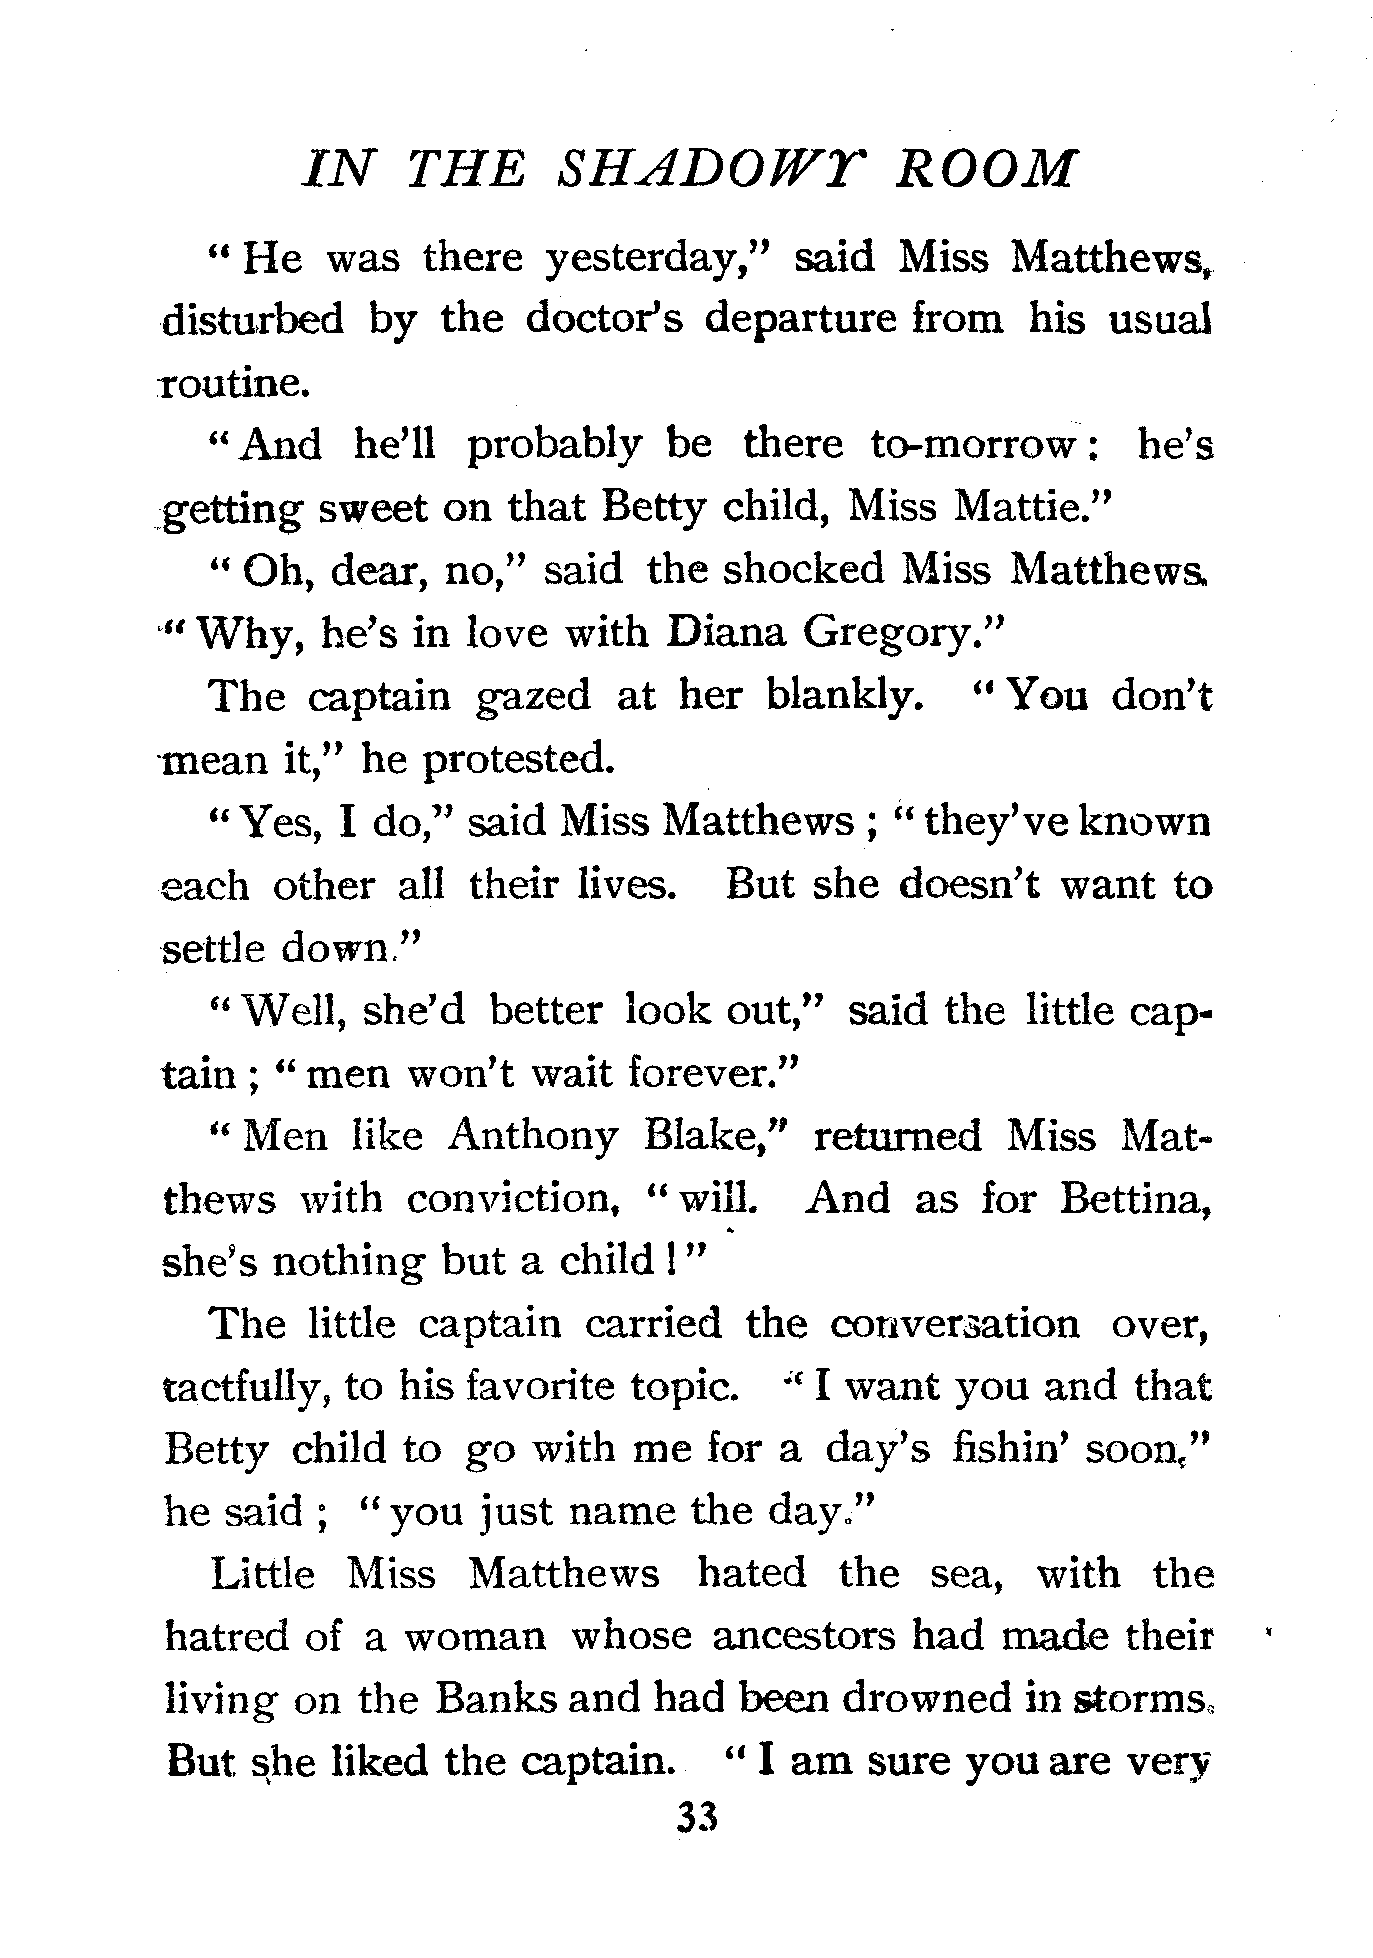 IN THE SHADOWY ROOM
“ He was there yesterday,” said Miss Matthews,
disturbed by the doctor’s departure from his usual
routine.
“ And he’ll probably be there to-morrow : he’s
getting sweet on that Betty child, Miss Mattie.”
“ Oh, dear, no,” said the shocked Miss Matthews.
“ Why, he’s in love with Diana Gregory.”
The captain gazed at her blankly. “ You don’t
mean it,” he protested.
“ Yes, I do,” said Miss Matthews ; “ they’ve known
each other all their lives. But she doesn’t want to
settle down.”
“ Well, she’d better look out,” said the little cap-
tain ; “ men won’t wait forever.”
“ Men like Anthony Blake,” returned Miss Mat-
thews with conviction, “ will. And as for Bettina,
she’s nothing but a child ! ”
The little captain carried the conversation over,
tactfully, to his favorite topic. “ I want you and that
Betty child to go with me for a day’s fishin’ soon,”
he said ; “ you just name the day.”
Little Miss Matthews hated the sea, with the
hatred of a woman whose ancestors had made their
living on the Banks and had been drowned in storms.
But she liked the captain. “ I am sure you are very
33